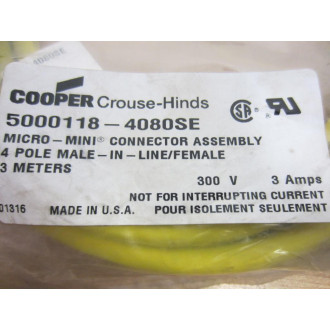 COOPER Crouse-Hinds
5000118-4080SE
MICRO-MINI® CONNECTOR ASSEMBLY
4 POLE MALE-IN-LINE/FEMALE
3 METERS
300 V 3 Amps
NOT FOR INTERRUPTING CURRENT
01316 MADE IN U.S.A. POUR ISOLEMENT SEULEMENT